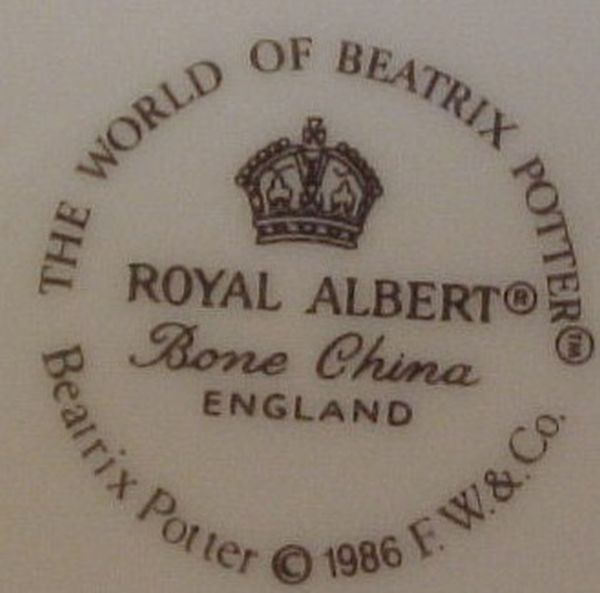 THE WORLD OF BEATRIX POTTER™
ROYAL ALBERT®
Bone China
ENGLAND
Beatrix Potter © 1986 F. W. & Co.